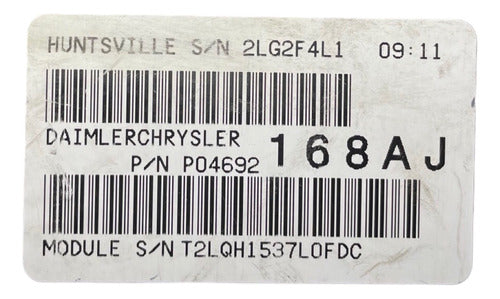 HUNTSVILLE S/N 2LG2F4L1 09:11
DAIMLERCHRYSLER
P/N P04692 168AJ
MODULE S/N T2LQH1537L0FDC